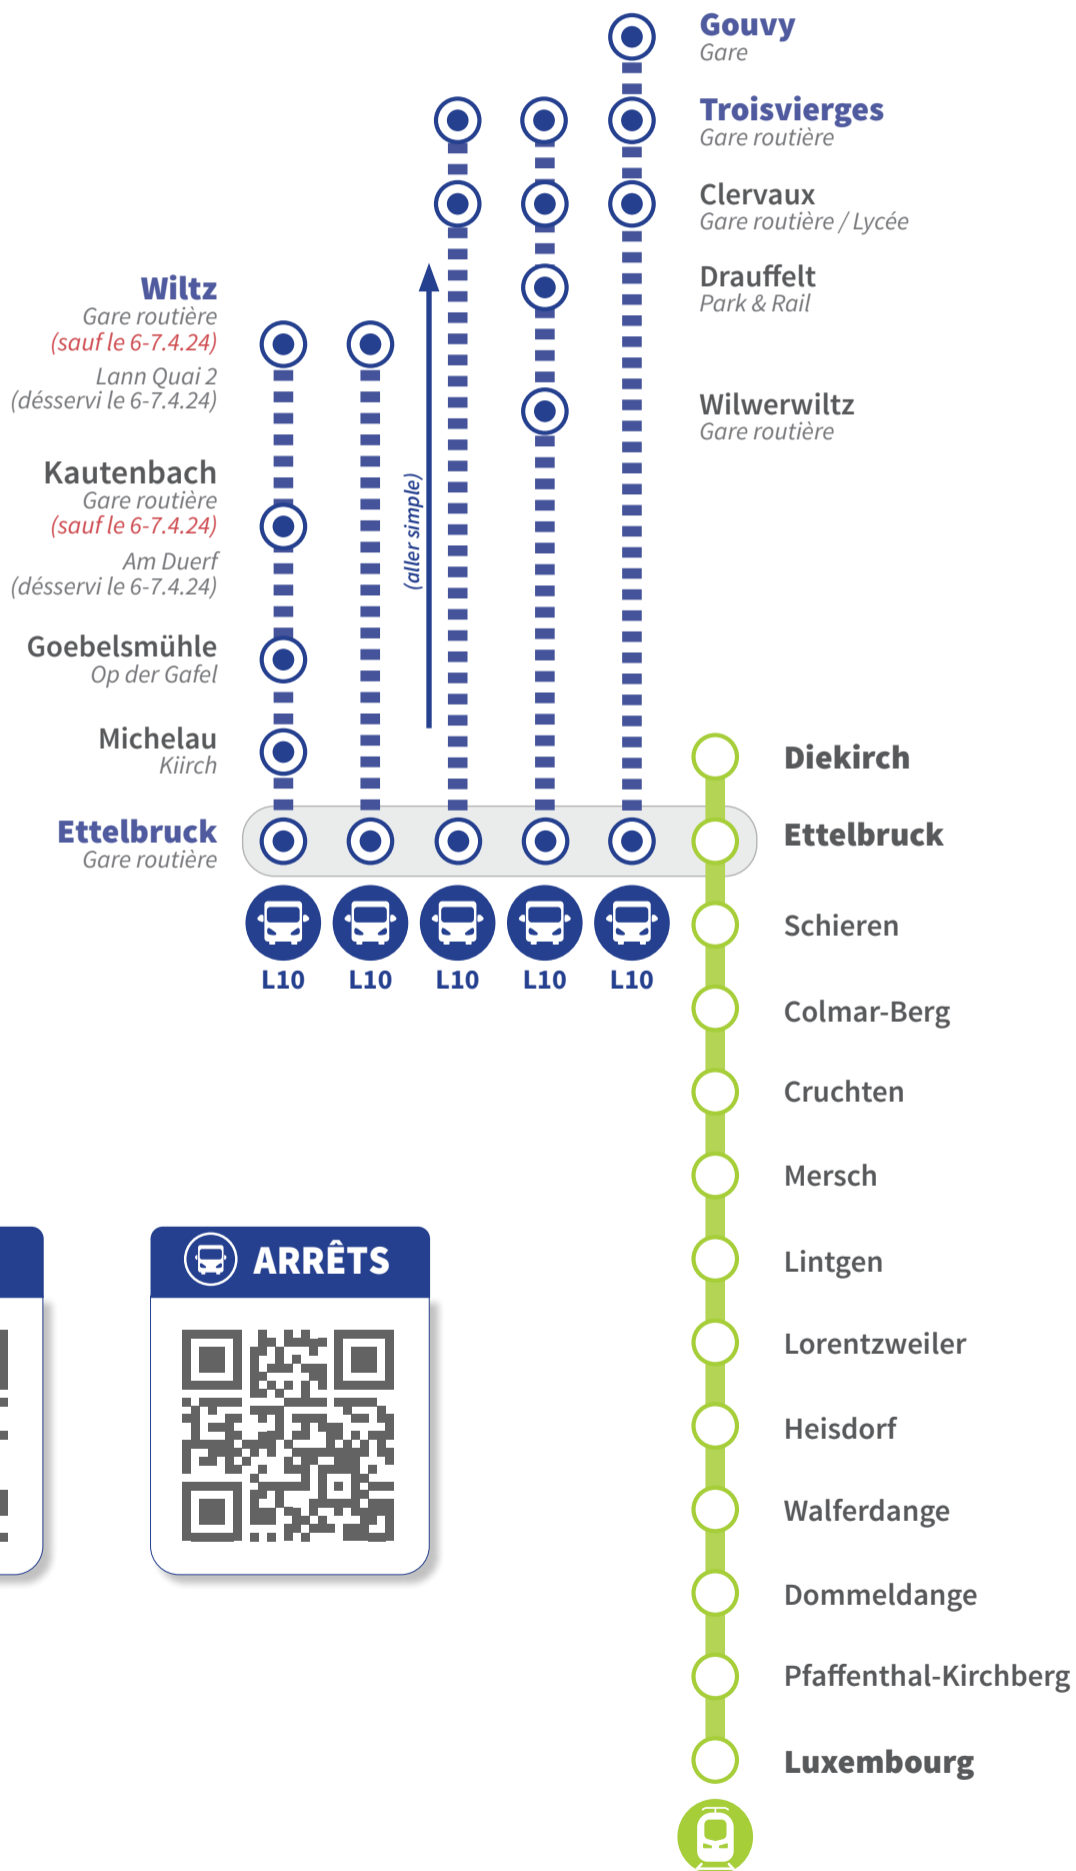 Gouvy
Gare
Troisvierges
Gare routière
Clervaux
Gare routière / Lycée
Drauffelt
Park & Rail
Wilwerwiltz
Gare routière
Wiltz
Gare routière
(sauf le 6-7.4.24)
Lann Quai 2
(désservi le 6-7.4.24)
Kautenbach
Gare routière
(sauf le 6-7.4.24)
Am Duerf
(désservi le 6-7.4.24)
Goebelsmühle
Op der Gafel
Michelau
Kiirch
Ettelbruck
Gare routière
(aller simple)
L10 L10 L10 L10 L10
Diekirch
Ettelbruck
Schieren
Colmar-Berg
Cruchten
Mersch
Lintgen
Lorentzweiler
Heisdorf
Walferdange
Dommeldange
Pfaffenthal-Kirchberg
Luxembourg
ARRÊTS